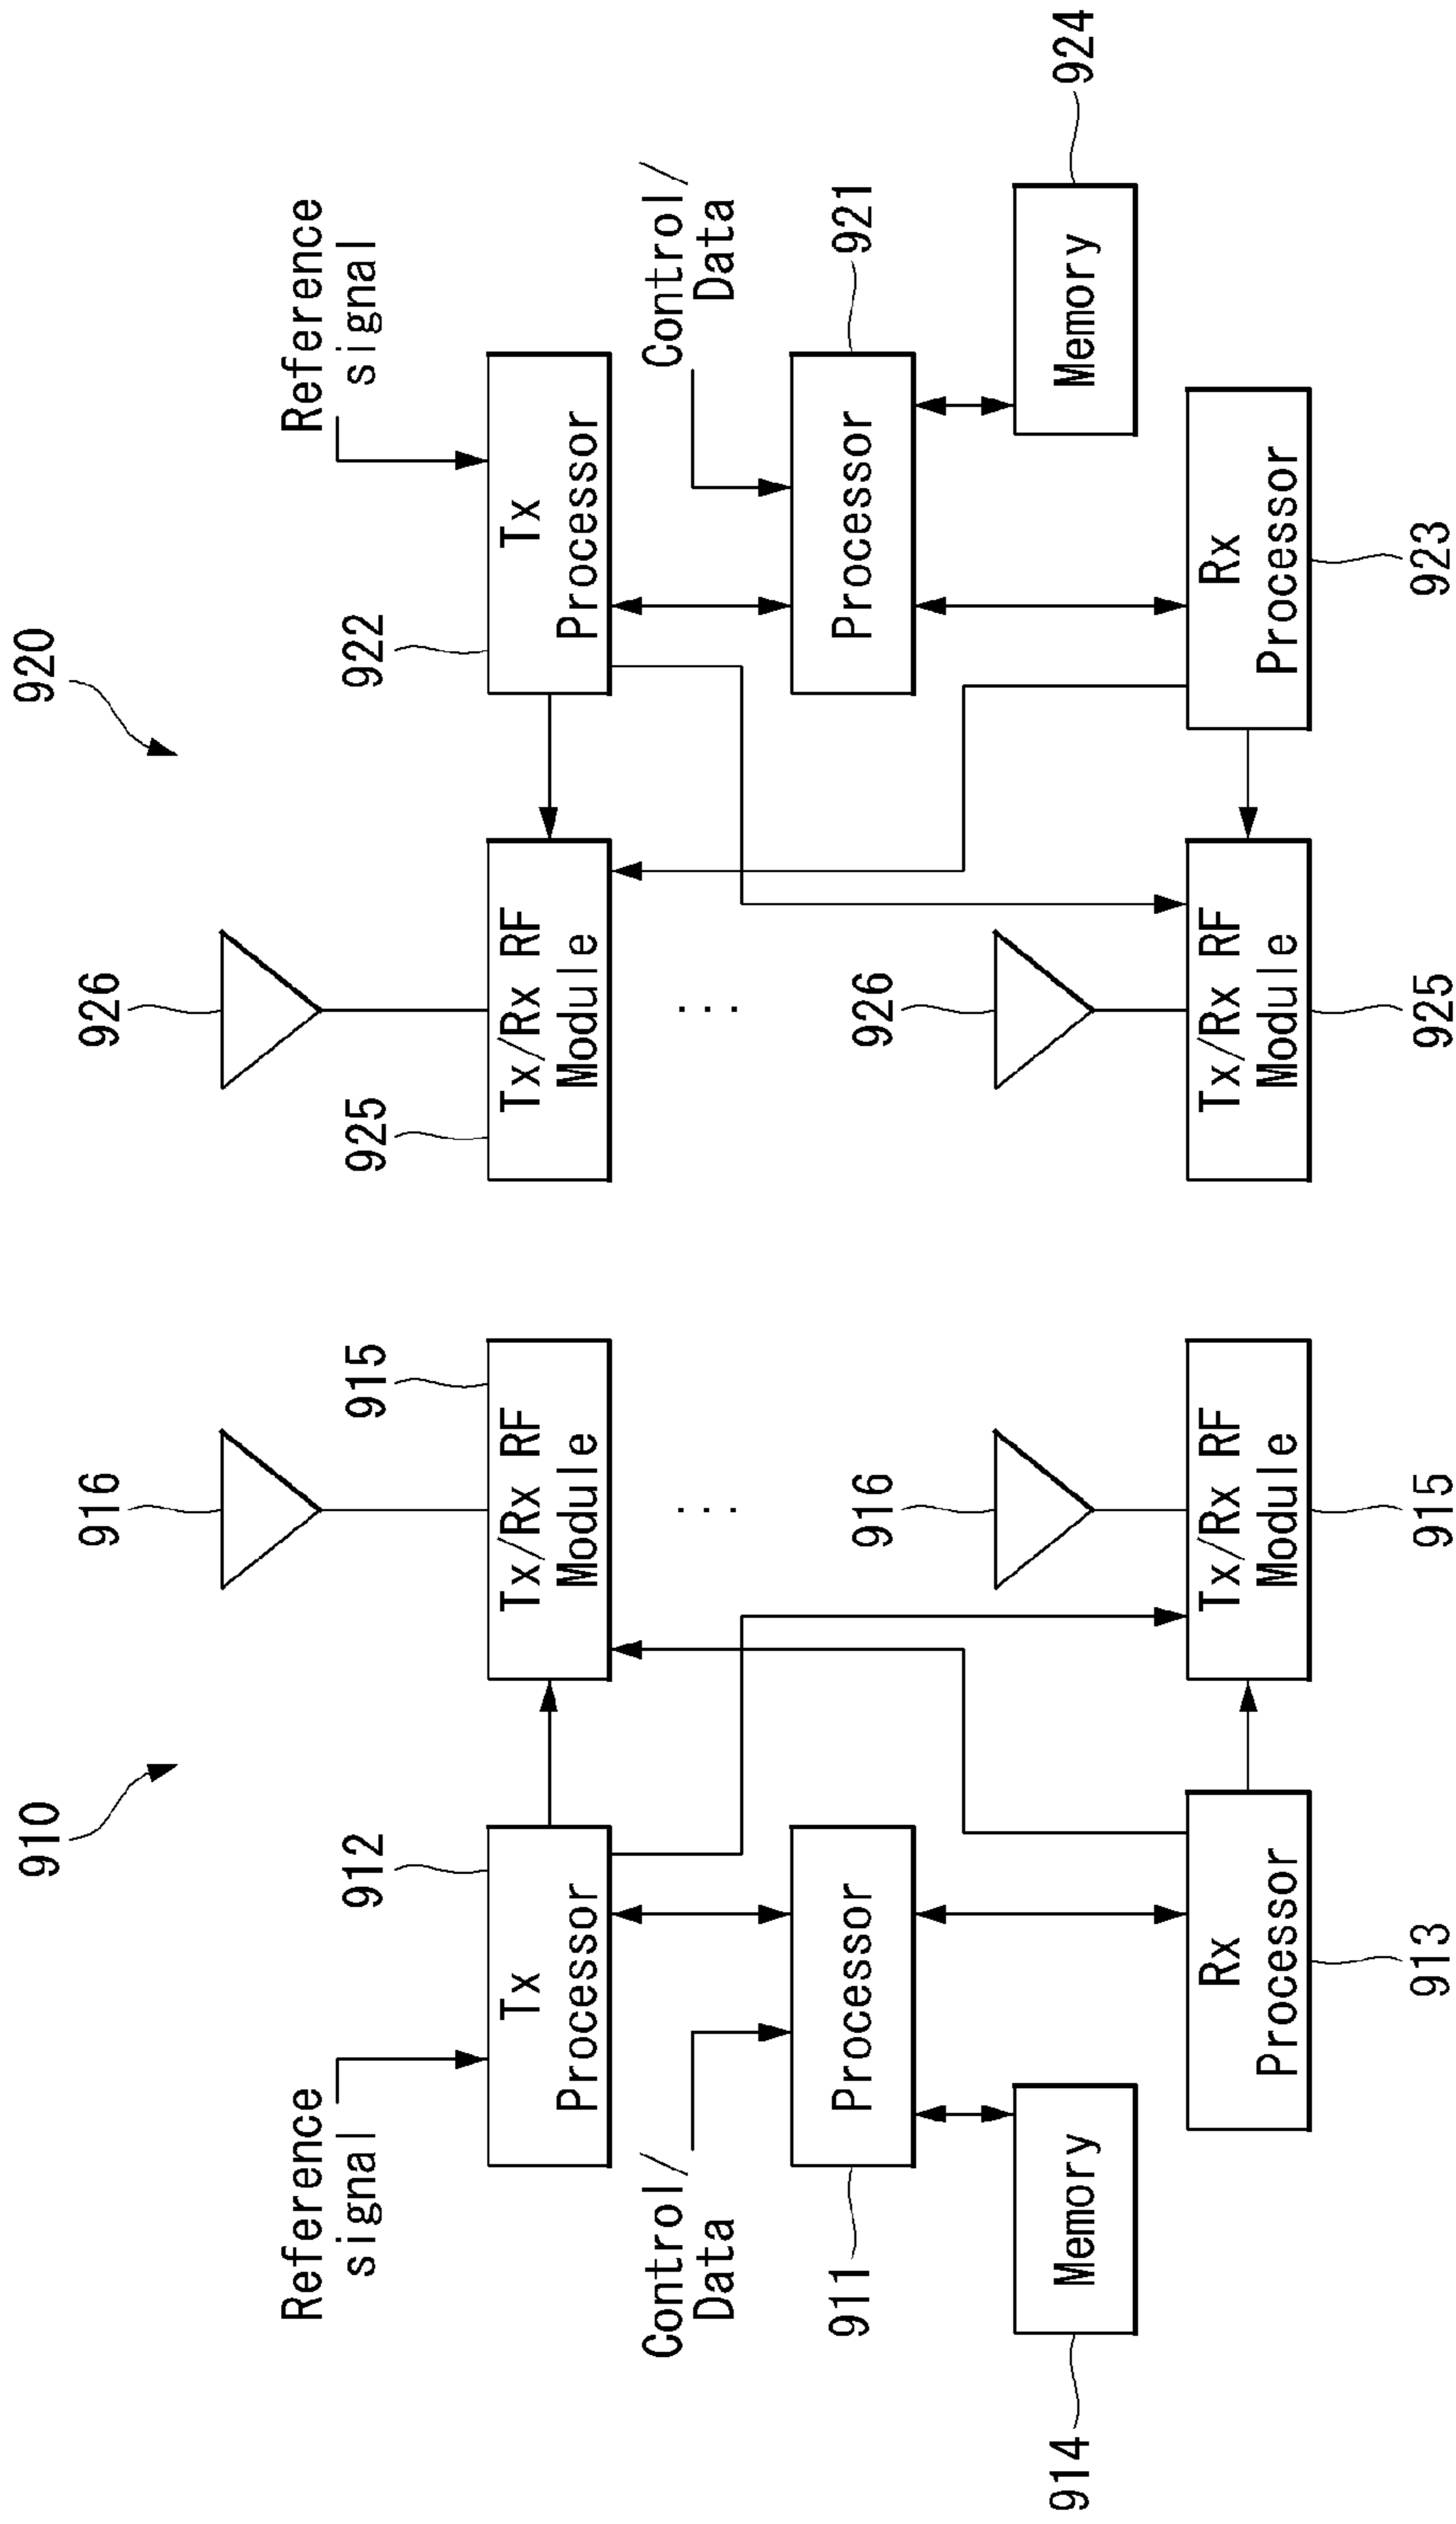 910
920
916
926
Reference
signal
912
915
925
922
Reference
signal
Tx
Processor
Tx/Rx RF
Module
Tx/Rx RF
Module
Tx
Processor
Control/
Data
...
...
Control/
Data
911
Processor
916
926
Processor
921
914
Memory
Memory
924
Rx
Processor
Tx/Rx RF
Module
Tx/Rx RF
Module
Rx
Processor
913
915
925
923